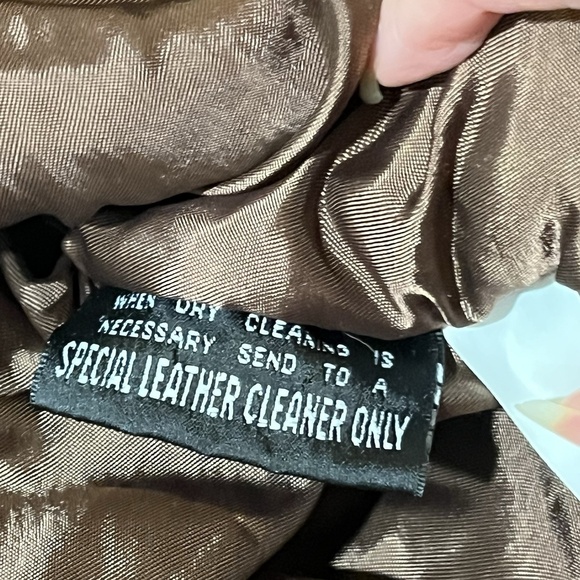 WHEN DRY CLEANING IS
NECESSARY SEND TO A
SPECIAL LEATHER CLEANER ONLY